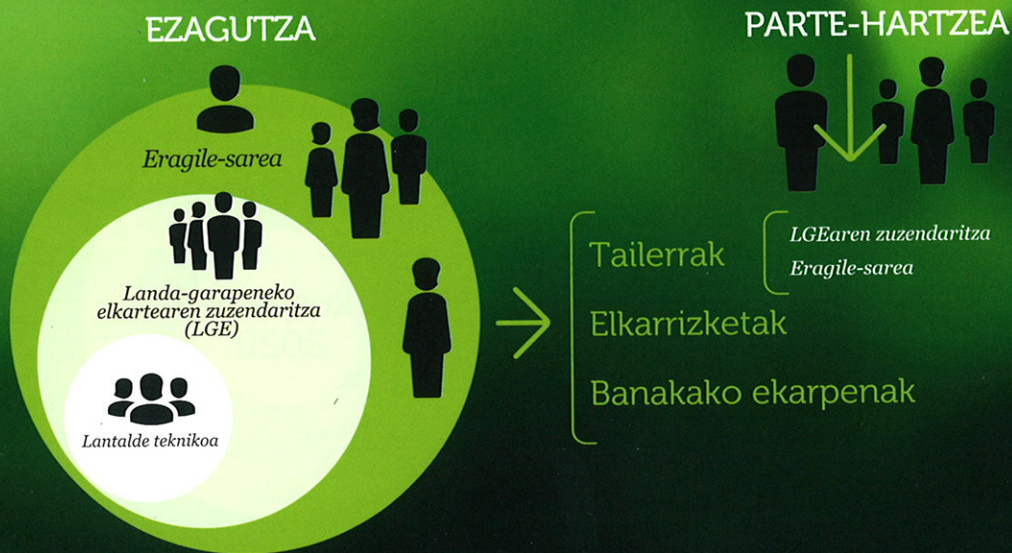 EZAGUTZA
Eragile-sarea
Landa-garapeneko
elkartearen zuzendaritza
(LGE)
Lantalde teknikoa
PARTE-HARTZEA
Tailerrak
LGEaren zuzendaritza
Eragile-sarea
Elkarrizketak
Banakako ekarpenak